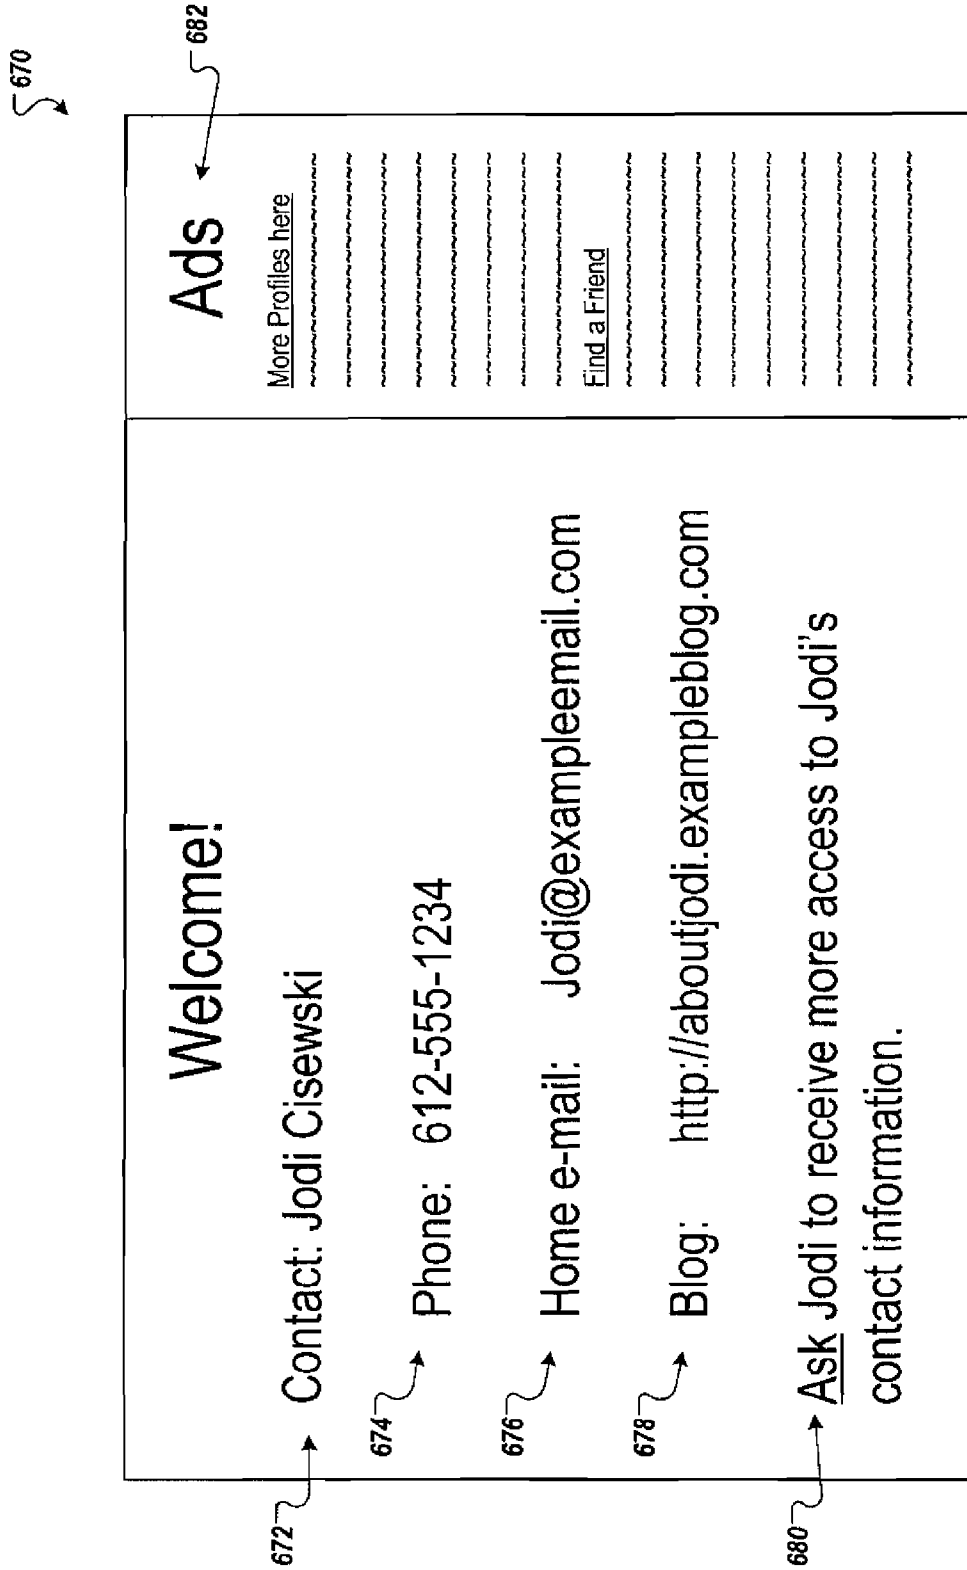 670
Welcome!
672
Contact: Jodi Cisewski
674
Phone: 612-555-1234
676
Home e-mail: Jodi@exampleemail.com
678
Blog: http://aboutjodi.exampleblog.com
680
Ask Jodi to receive more access to Jodi's
contact information.
Ads
682
More Profiles here
Find a Friend